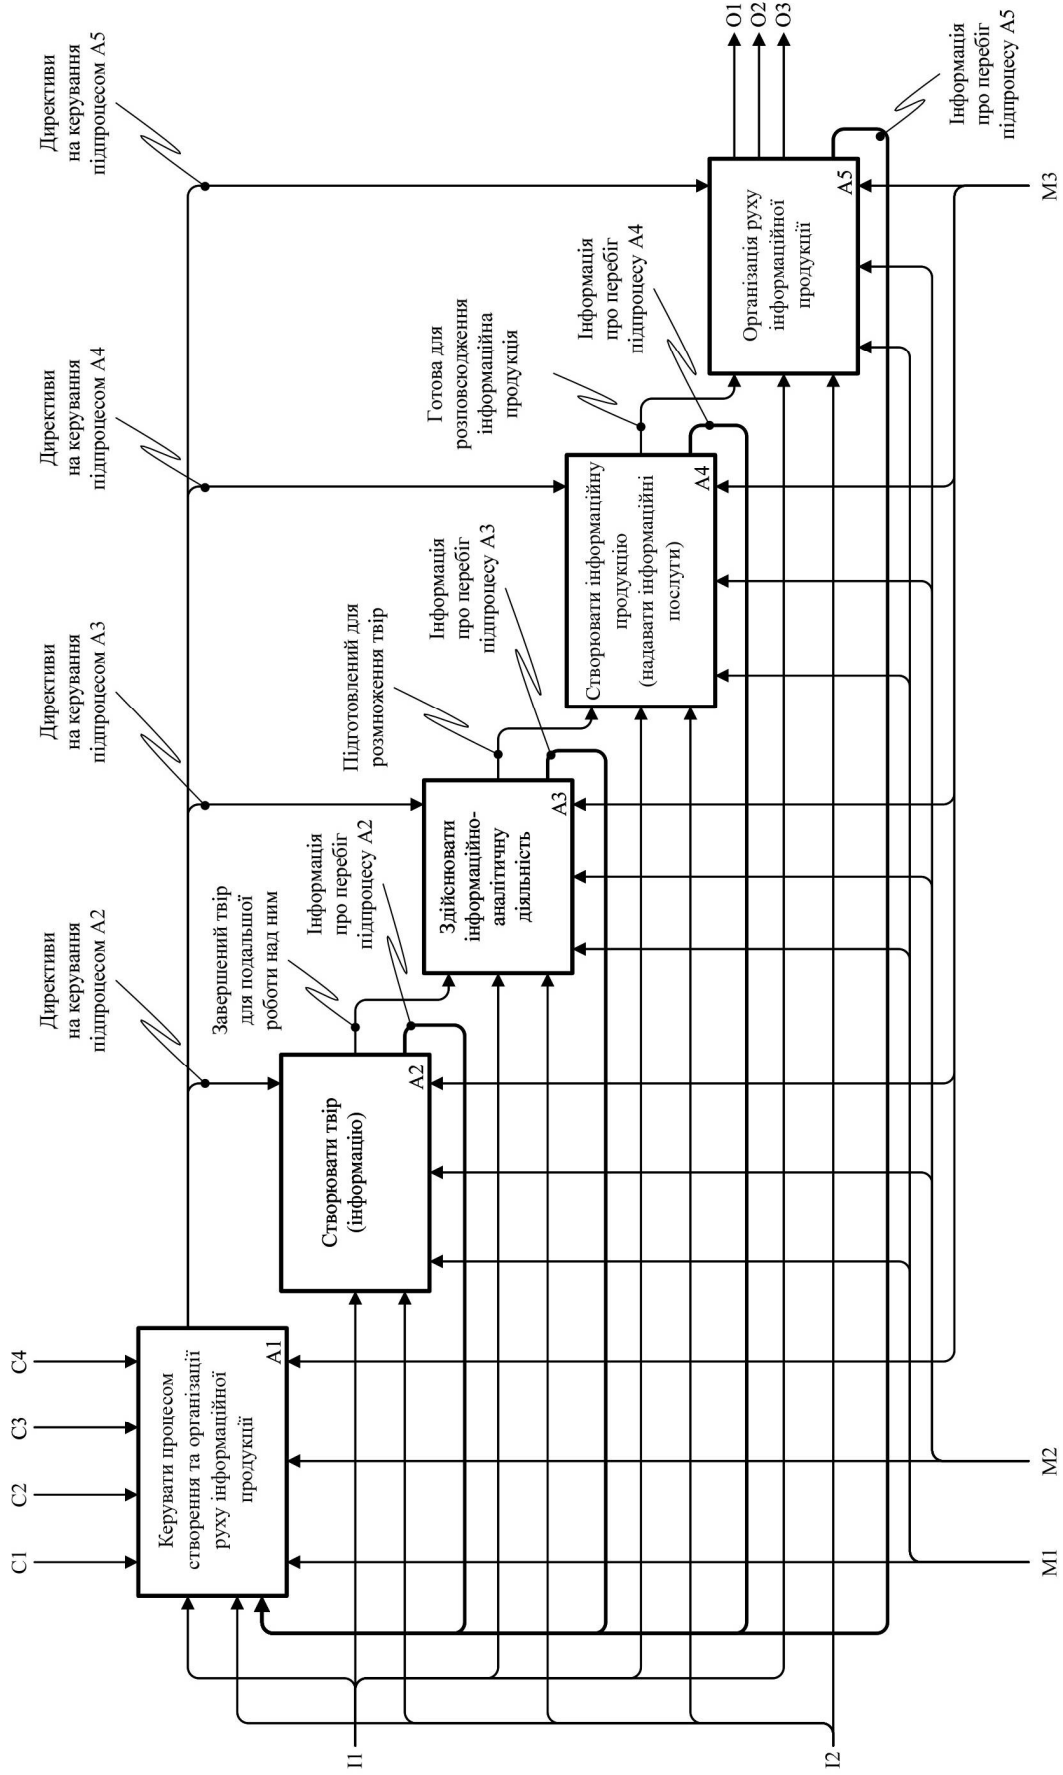 C1
C2
C3
C4
Керувати процесом
створення та організації
руху інформаційної
продукції
A1
Директиви
на керування
підпроцесом A2
Директиви
на керування
підпроцесом A3
Директиви
на керування
підпроцесом A4
Директиви
на керування
підпроцесом A5
Створювати твір
(інформацію)
A2
Завершений твір
для подальшої
роботи над ним
Інформація
про перебіг
підпроцесу A2
Здійснювати
інформаційно-
аналітичну
діяльність
A3
Підготовлений для
розмноження твір
Інформація
про перебіг
підпроцесу A3
Створювати інформаційну
продукцію
(надавати інформаційні
послуги)
A4
Готова для
розповсюдження
інформаційна
продукція
Інформація
про перебіг
підпроцесу A4
Організація руху
інформаційної
продукції
A5
O1
O2
O3
Інформація
про перебіг
підпроцесу A5
I1
I2
M1
M2
M3